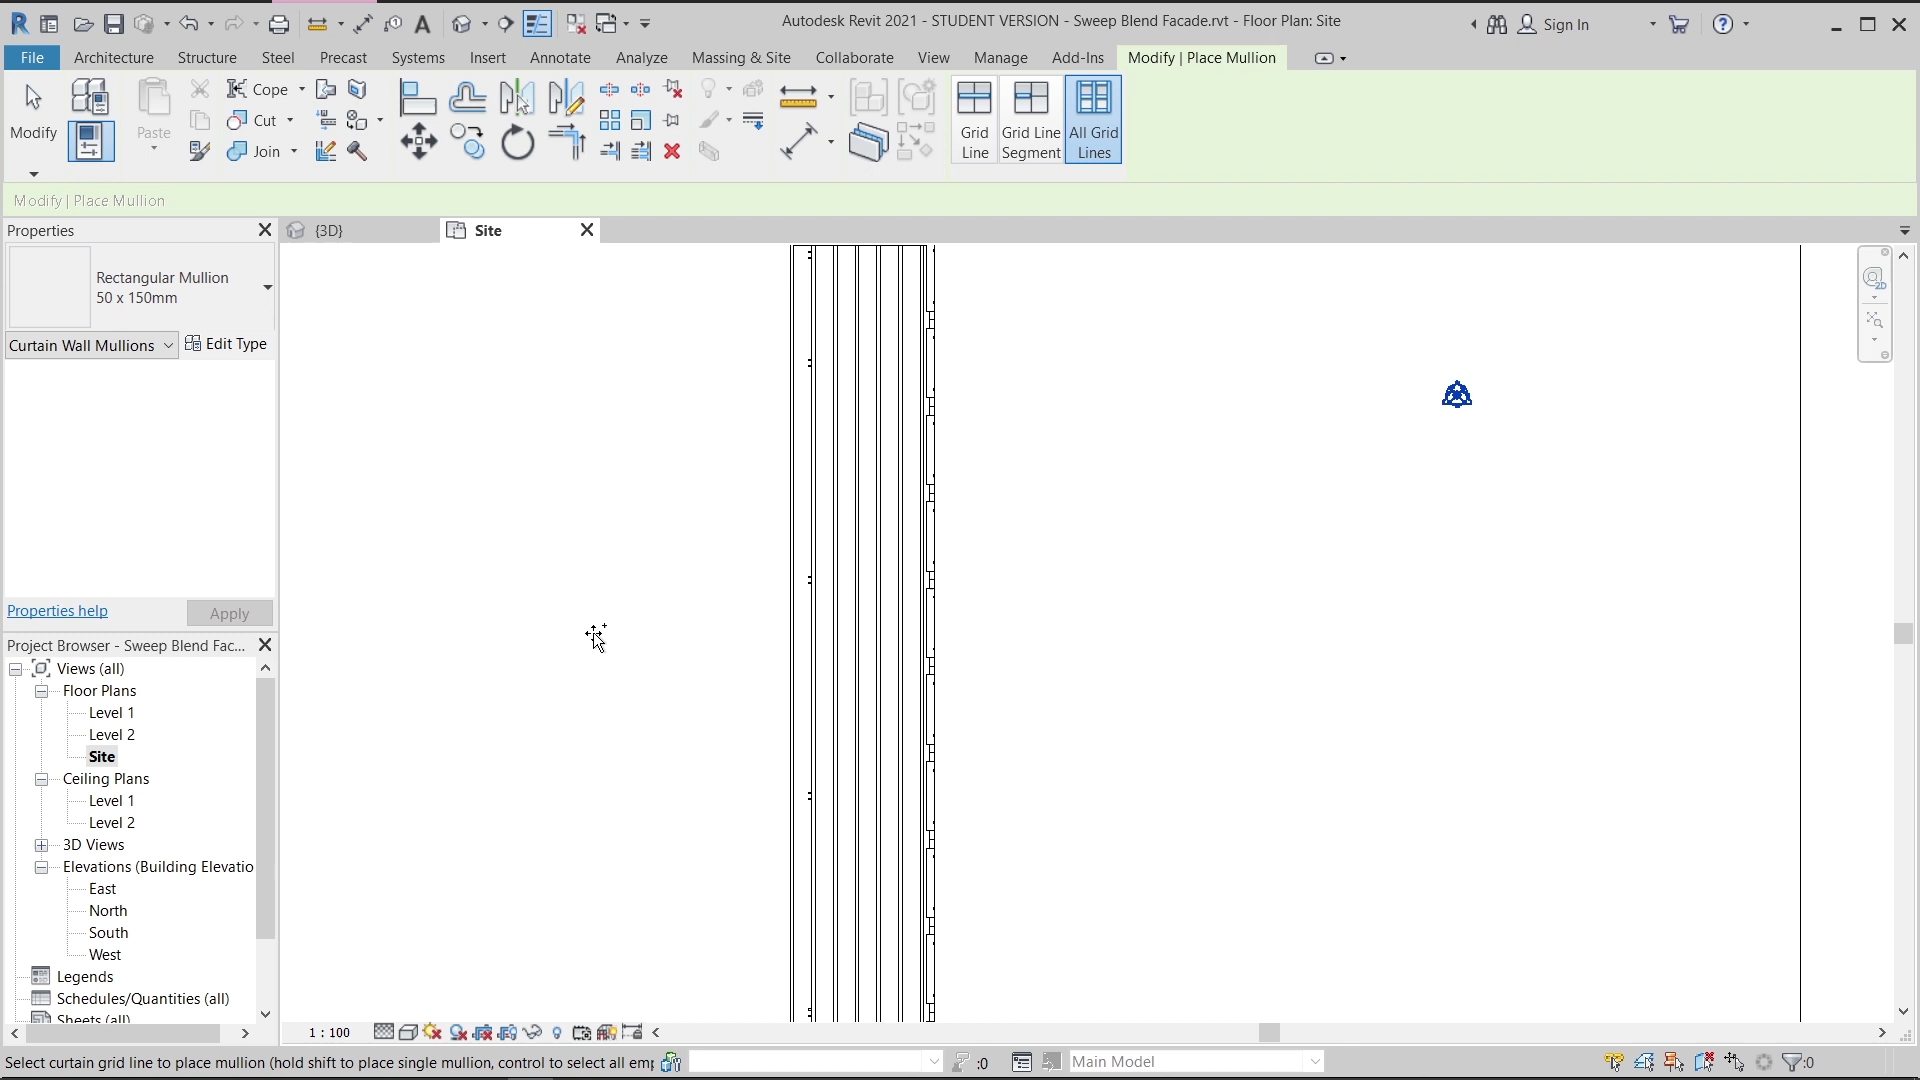 Autodesk Revit 2021 - STUDENT VERSION - Sweep Blend Facade.rvt - Floor Plan: Site
Sign In
File Architecture Structure Steel Precast Systems Insert Annotate Analyze Massing & Site Collaborate View Manage Add-Ins Modify | Place Mullion
Modify
Paste
Cope
Cut
Join
Grid Line
Grid Line Segment
All Grid Lines
Modify | Place Mullion
Properties
{3D}
Site
Rectangular Mullion
50 x 150mm
Curtain Wall Mullions
Edit Type
2D
Properties help
Apply
Project Browser - Sweep Blend Fac...
Views (all)
Floor Plans
Level 1
Level 2
Site
Ceiling Plans
Level 1
Level 2
3D Views
Elevations (Building Elevatio
East
North
South
West
Legends
Schedules/Quantities (all)
Sheets (all)
1 : 100
Select curtain grid line to place mullion (hold shift to place single mullion, control to select all emp
:0
Main Model
:0